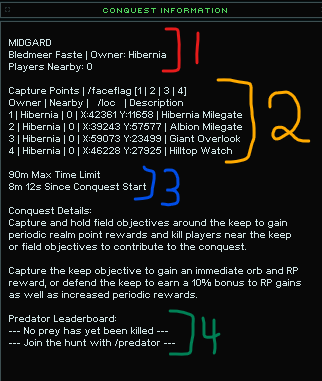 CONQUEST INFORMATION
MIDGARD
Bledmeer Faste | Owner: Hibernia
Players Nearby: 0
1
Capture Points | /faceflag [1 | 2 | 3 | 4]
Owner | Nearby | /loc | Description
1 | Hibernia | 0 | X:42361 Y:11658 | Hibernia Milegate
2 | Hibernia | 0 | X:39243 Y:57577 | Albion Milegate
3 | Hibernia | 0 | X:59073 Y:23499 | Giant Overlook
4 | Hibernia | 0 | X:46228 Y:27925 | Hilltop Watch
2
90m Max Time Limit
8m 12s Since Conquest Start
3
Conquest Details:
Capture and hold field objectives around the keep to gain
periodic realm point rewards and kill players near the keep
or field objectives to contribute to the conquest.
Capture the keep objective to gain an immediate orb and RP
reward, or defend the keep to earn a 10% bonus to RP gains
as well as increased periodic rewards.
Predator Leaderboard:
--- No prey has yet been killed ---
--- Join the hunt with /predator ---
4